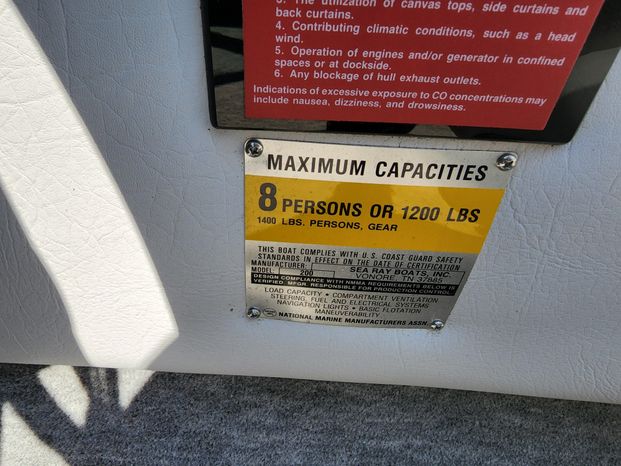 3. The utilization of canvas tops, side curtains and
back curtains.
4. Contributing climatic conditions, such as a head
wind.
5. Operation of engines and/or generator in confined
spaces or at dockside.
6. Any blockage of hull exhaust outlets.
Indications of excessive exposure to CO concentrations may
include nausea, dizziness, and drowsiness.
MAXIMUM CAPACITIES
8 PERSONS OR 1200 LBS
1400 LBS. PERSONS, GEAR
THIS BOAT COMPLIES WITH U.S. COAST GUARD SAFETY
STANDARDS IN EFFECT ON THE DATE OF CERTIFICATION
MANUFACTURER: SEA RAY BOATS, INC.
MODEL: 200 VONORE TN 37885
DESIGN COMPLIANCE WITH NMMA REQUIREMENTS BELOW IS
VERIFIED. MFGR. RESPONSIBLE FOR PRODUCTION CONTROL
LOAD CAPACITY • COMPARTMENT VENTILATION
STEERING, FUEL AND ELECTRICAL SYSTEMS
NAVIGATION LIGHTS • BASIC FLOTATION
MANEUVERABILITY
NATIONAL MARINE MANUFACTURERS ASSN.